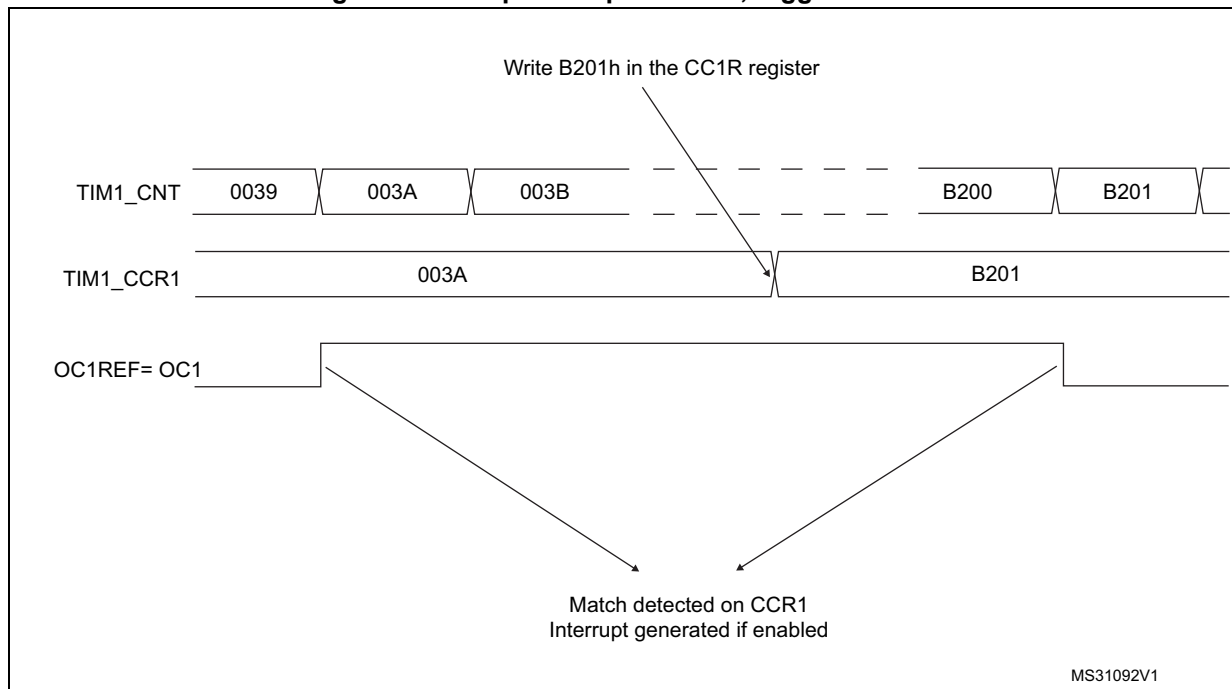 Write B201h in the CC1R register
TIM1_CNT 0039 003A 003B B200 B201
TIM1_CCR1 003A B201
OC1REF= OC1
Match detected on CCR1
Interrupt generated if enabled
MS31092V1